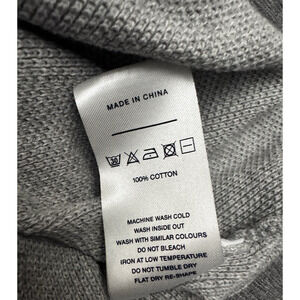 MADE IN CHINA
100% COTTON
MACHINE WASH COLD
WASH INSIDE OUT
WASH WITH SIMILAR COLOURS
DO NOT BLEACH
IRON AT LOW TEMPERATURE
DO NOT TUMBLE DRY
FLAT DRY RE-SHAPE